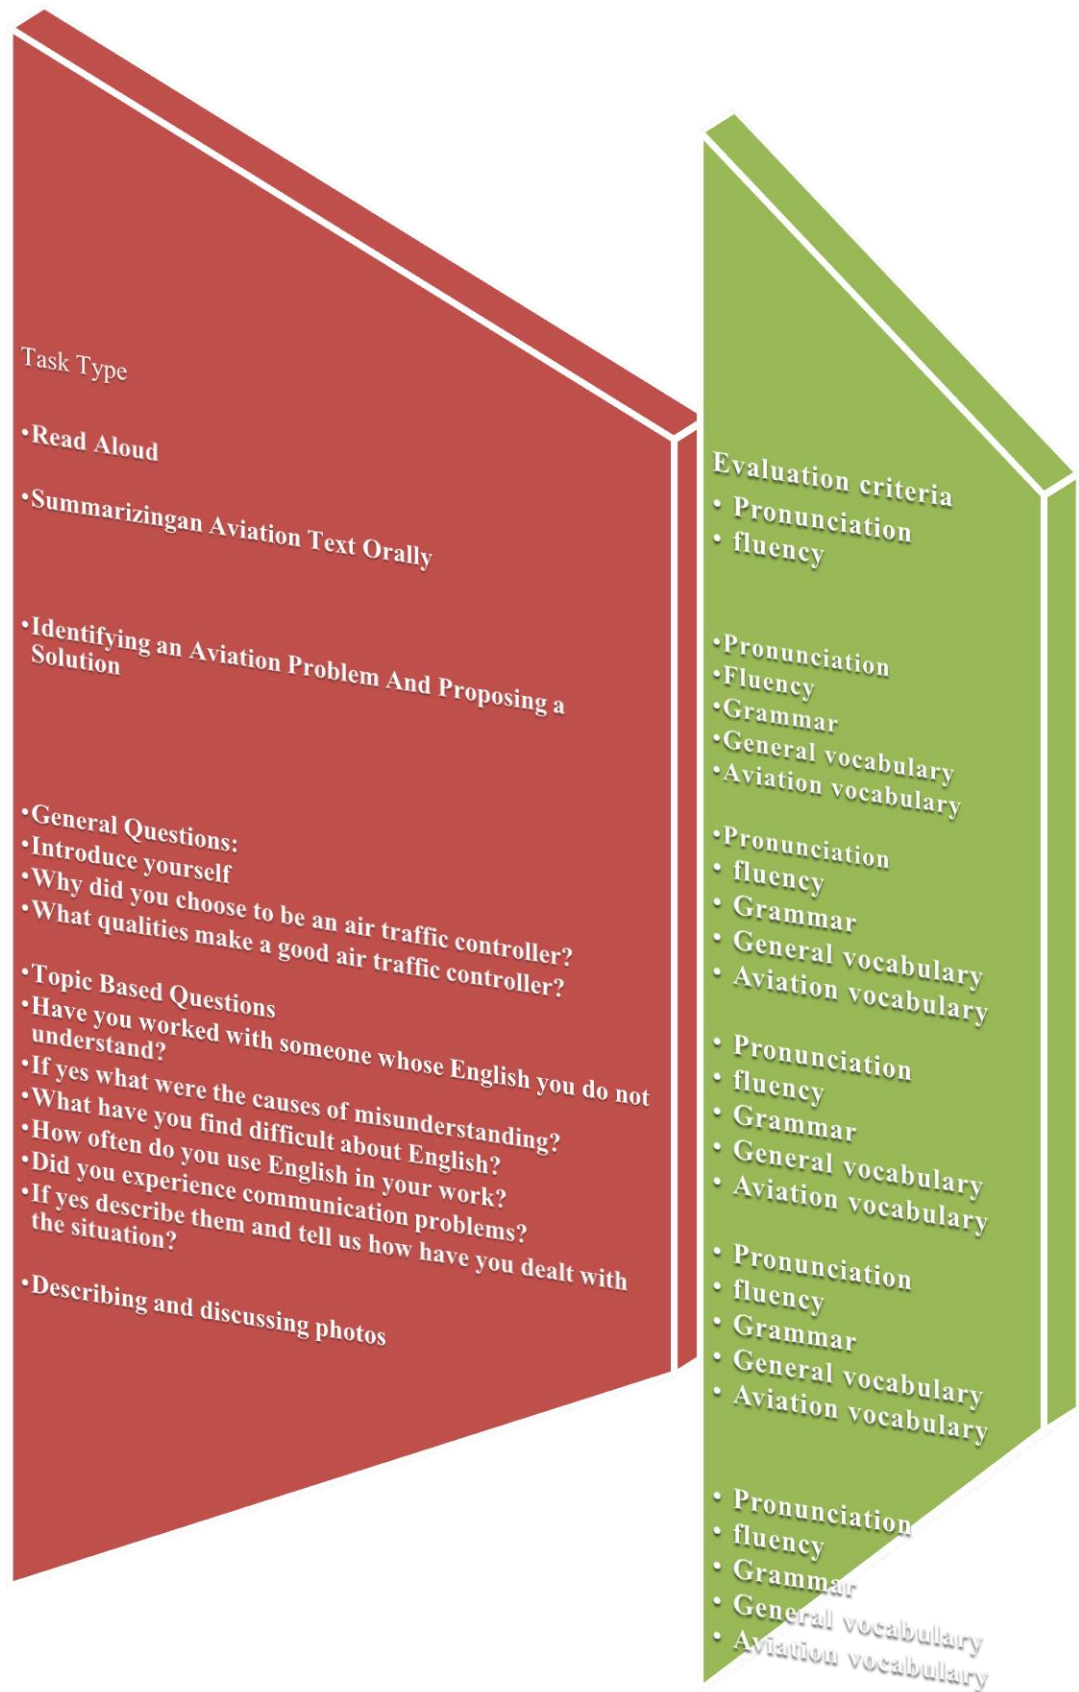 Task Type
•Read Aloud
•Summarizingan Aviation Text Orally
•Identifying an Aviation Problem And Proposing a
Solution
•General Questions:
•Introduce yourself
•Why did you choose to be an air traffic controller?
•What qualities make a good air traffic controller?
•Topic Based Questions
•Have you worked with someone whose English you do not
understand?
•If yes what were the causes of misunderstanding?
•What have you find difficult about English?
•How often do you use English in your work?
•Did you experience communication problems?
•If yes describe them and tell us how have you dealt with
the situation?
•Describing and discussing photos
Evaluation criteria
• Pronunciation
• fluency
•Pronunciation
•Fluency
•Grammar
•General vocabulary
•Aviation vocabulary
•Pronunciation
• fluency
• Grammar
• General vocabulary
• Aviation vocabulary
• Pronunciation
• fluency
• Grammar
• General vocabulary
• Aviation vocabulary
• Pronunciation
• fluency
• Grammar
• General vocabulary
• Aviation vocabulary
• Pronunciation
• fluency
• Grammar
• General vocabulary
• Aviation vocabulary